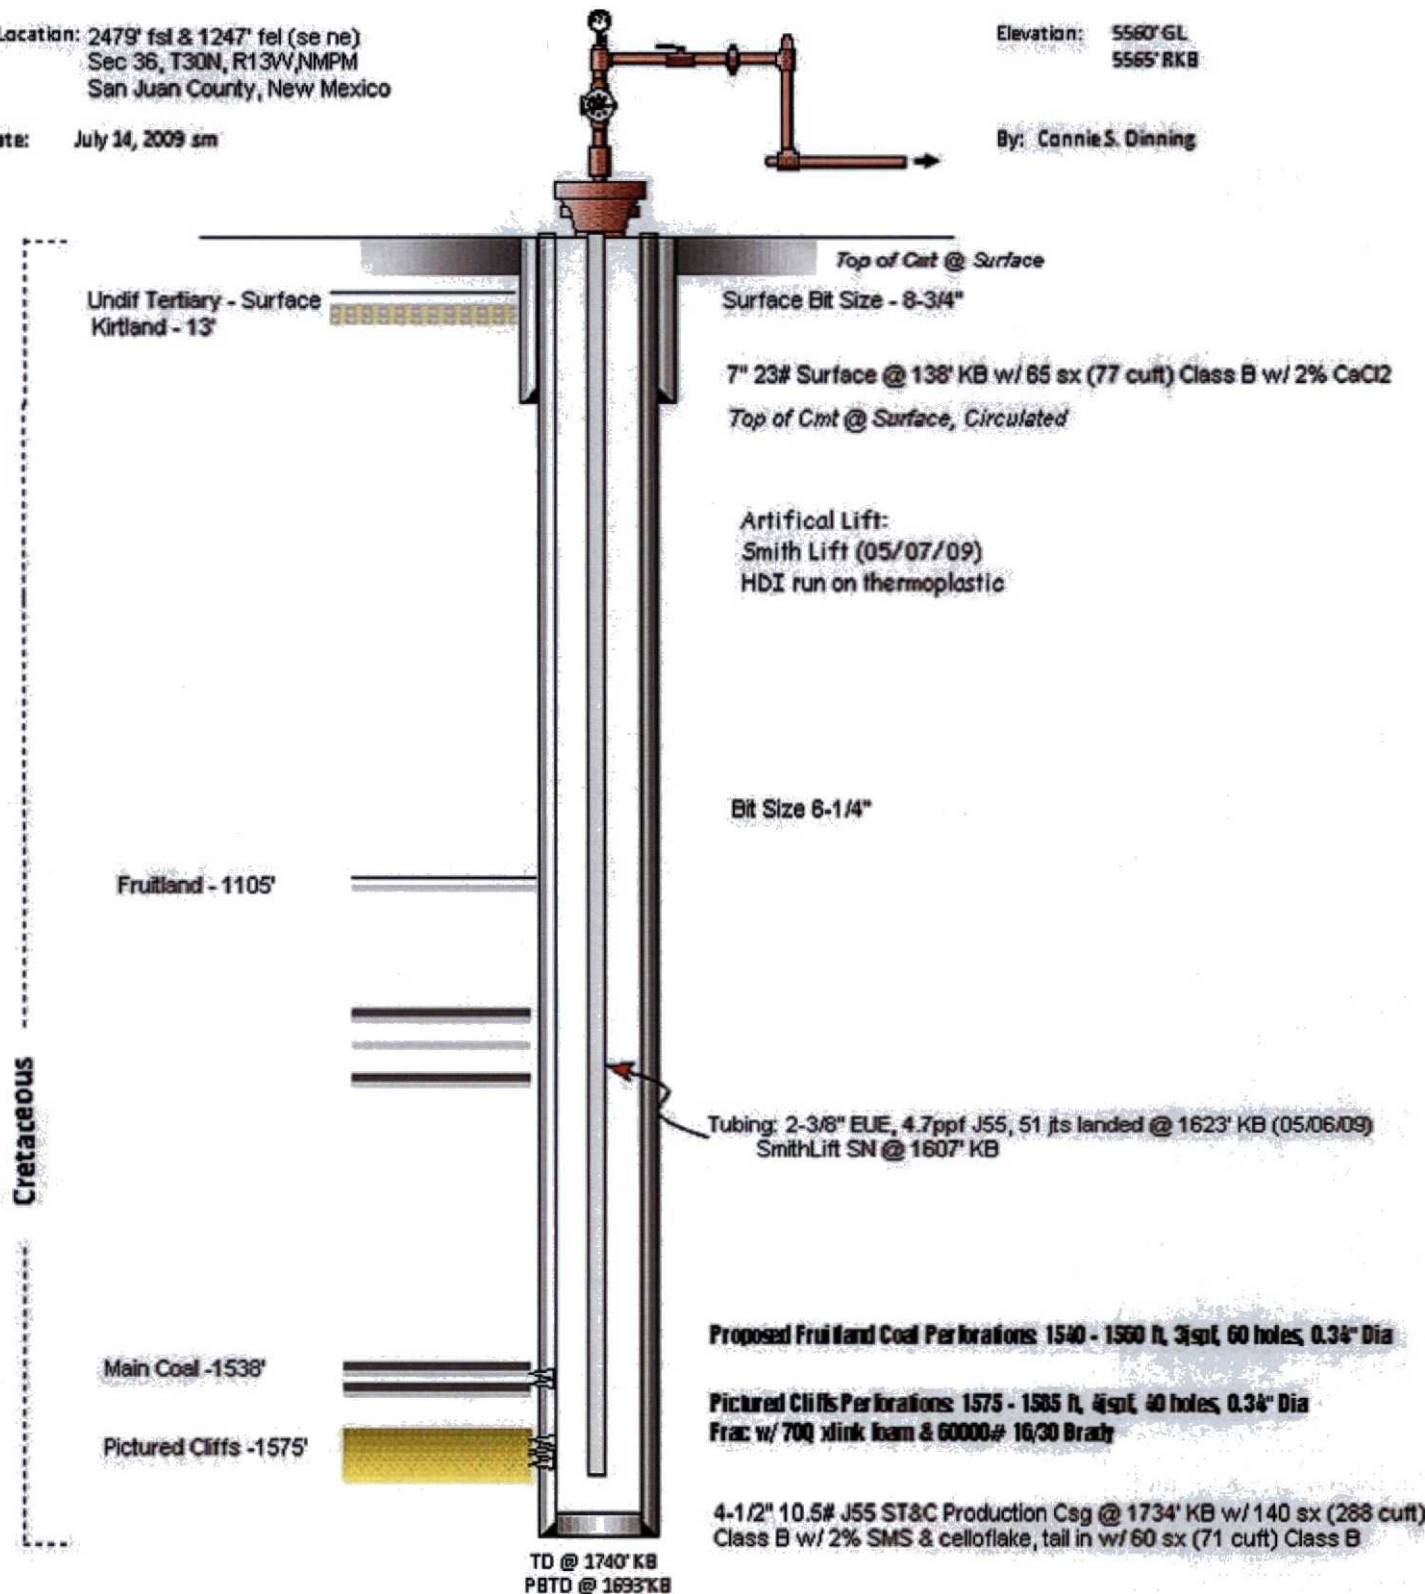 Location: 2479' fsl & 1247' fel (se ne)
Sec 36, T30N, R13W, NMPM
San Juan County, New Mexico
ate: July 14, 2009 sm
Elevation: 5560' GL
5565' RKB
By: Connie S. Dinning
Top of Cmt @ Surface
Undif Tertiary - Surface
Kirtland - 13'
Surface Bit Size - 8-3/4"
7" 23# Surface @ 138' KB w/ 65 sx (77 cuft) Class B w/ 2% CaCl2
Top of Cmt @ Surface, Circulated
Artifical Lift:
Smith Lift (05/07/09)
HDI run on thermoplastic
Bit Size 6-1/4"
Fruitland - 1105'
Cretaceous
Tubing: 2-3/8" EUE, 4.7ppf J55, 51 jts landed @ 1623' KB (05/06/09)
SmithLift SN @ 1607' KB
Proposed Fruitland Coal Perforations: 1540 - 1560 ft, 3jspf, 60 holes, 0.34" Dia
Main Coal -1538'
Pictured Cliffs Perforations: 1575 - 1585 ft, 4jspf, 40 holes, 0.34" Dia
Frac w/ 70Q xlink foam & 60000# 16/30 Brady
Pictured Cliffs -1575'
4-1/2" 10.5# J55 ST&C Production Csg @ 1734' KB w/ 140 sx (288 cuft)
Class B w/ 2% SMS & celloflake, tail in w/ 60 sx (71 cuft) Class B
TD @ 1740' KB
PBTD @ 1693'KB